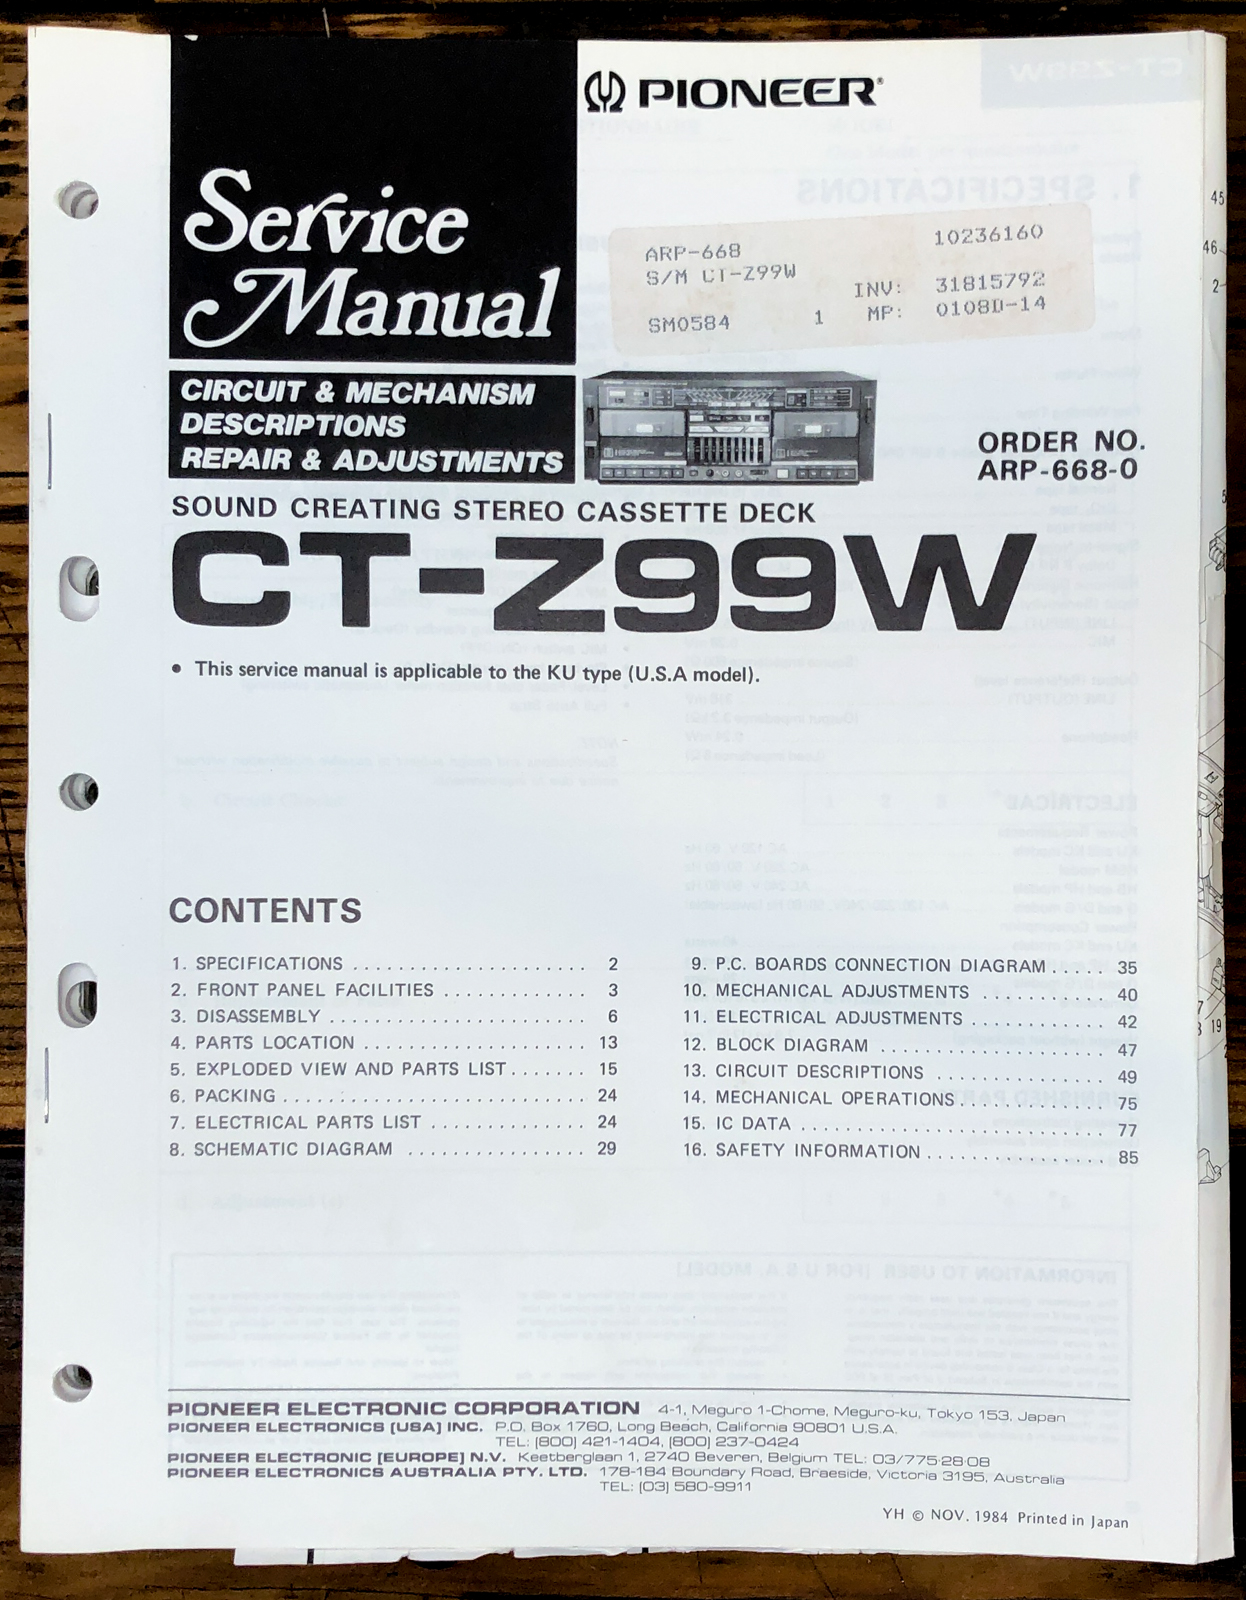 PIONEER®
Service
Manual
ARP-668 10236160
S/M CT-Z99W
INV: 31815792
SM0584 1 MP: 0108D-14
CIRCUIT & MECHANISM
DESCRIPTIONS
REPAIR & ADJUSTMENTS
ORDER NO.
ARP-668-0
SOUND CREATING STEREO CASSETTE DECK
CT-Z99W
• This service manual is applicable to the KU type (U.S.A model).
CONTENTS
1. SPECIFICATIONS . . . . . . . . . . . . . . . . . . . . . 2
2. FRONT PANEL FACILITIES . . . . . . . . . . . . . 3
3. DISASSEMBLY . . . . . . . . . . . . . . . . . . . . . . . 6
4. PARTS LOCATION . . . . . . . . . . . . . . . . . . . . 13
5. EXPLODED VIEW AND PARTS LIST . . . . . . . 15
6. PACKING . . . . . . . . . . . . . . . . . . . . . . . . . . . 24
7. ELECTRICAL PARTS LIST . . . . . . . . . . . . . . 24
8. SCHEMATIC DIAGRAM . . . . . . . . . . . . . . . . 29
9. P.C. BOARDS CONNECTION DIAGRAM . . . . . 35
10. MECHANICAL ADJUSTMENTS . . . . . . . . . . . 40
11. ELECTRICAL ADJUSTMENTS . . . . . . . . . . . . 42
12. BLOCK DIAGRAM . . . . . . . . . . . . . . . . . . . . 47
13. CIRCUIT DESCRIPTIONS . . . . . . . . . . . . . . . 49
14. MECHANICAL OPERATIONS . . . . . . . . . . . . . 75
15. IC DATA . . . . . . . . . . . . . . . . . . . . . . . . . . . 77
16. SAFETY INFORMATION . . . . . . . . . . . . . . . . 85
PIONEER ELECTRONIC CORPORATION 4-1, Meguro 1-Chome, Meguro-ku, Tokyo 153, Japan
PIONEER ELECTRONICS [USA] INC. P.O. Box 1760, Long Beach, California 90801 U.S.A.
TEL: [800] 421-1404, [800] 237-0424
PIONEER ELECTRONIC [EUROPE] N.V. Keetberglaan 1, 2740 Beveren, Belgium TEL: 03/775·28·08
PIONEER ELECTRONICS AUSTRALIA PTY. LTD. 178-184 Boundary Road, Braeside, Victoria 3195, Australia
TEL: [03] 580-9911
YH © NOV. 1984 Printed in Japan